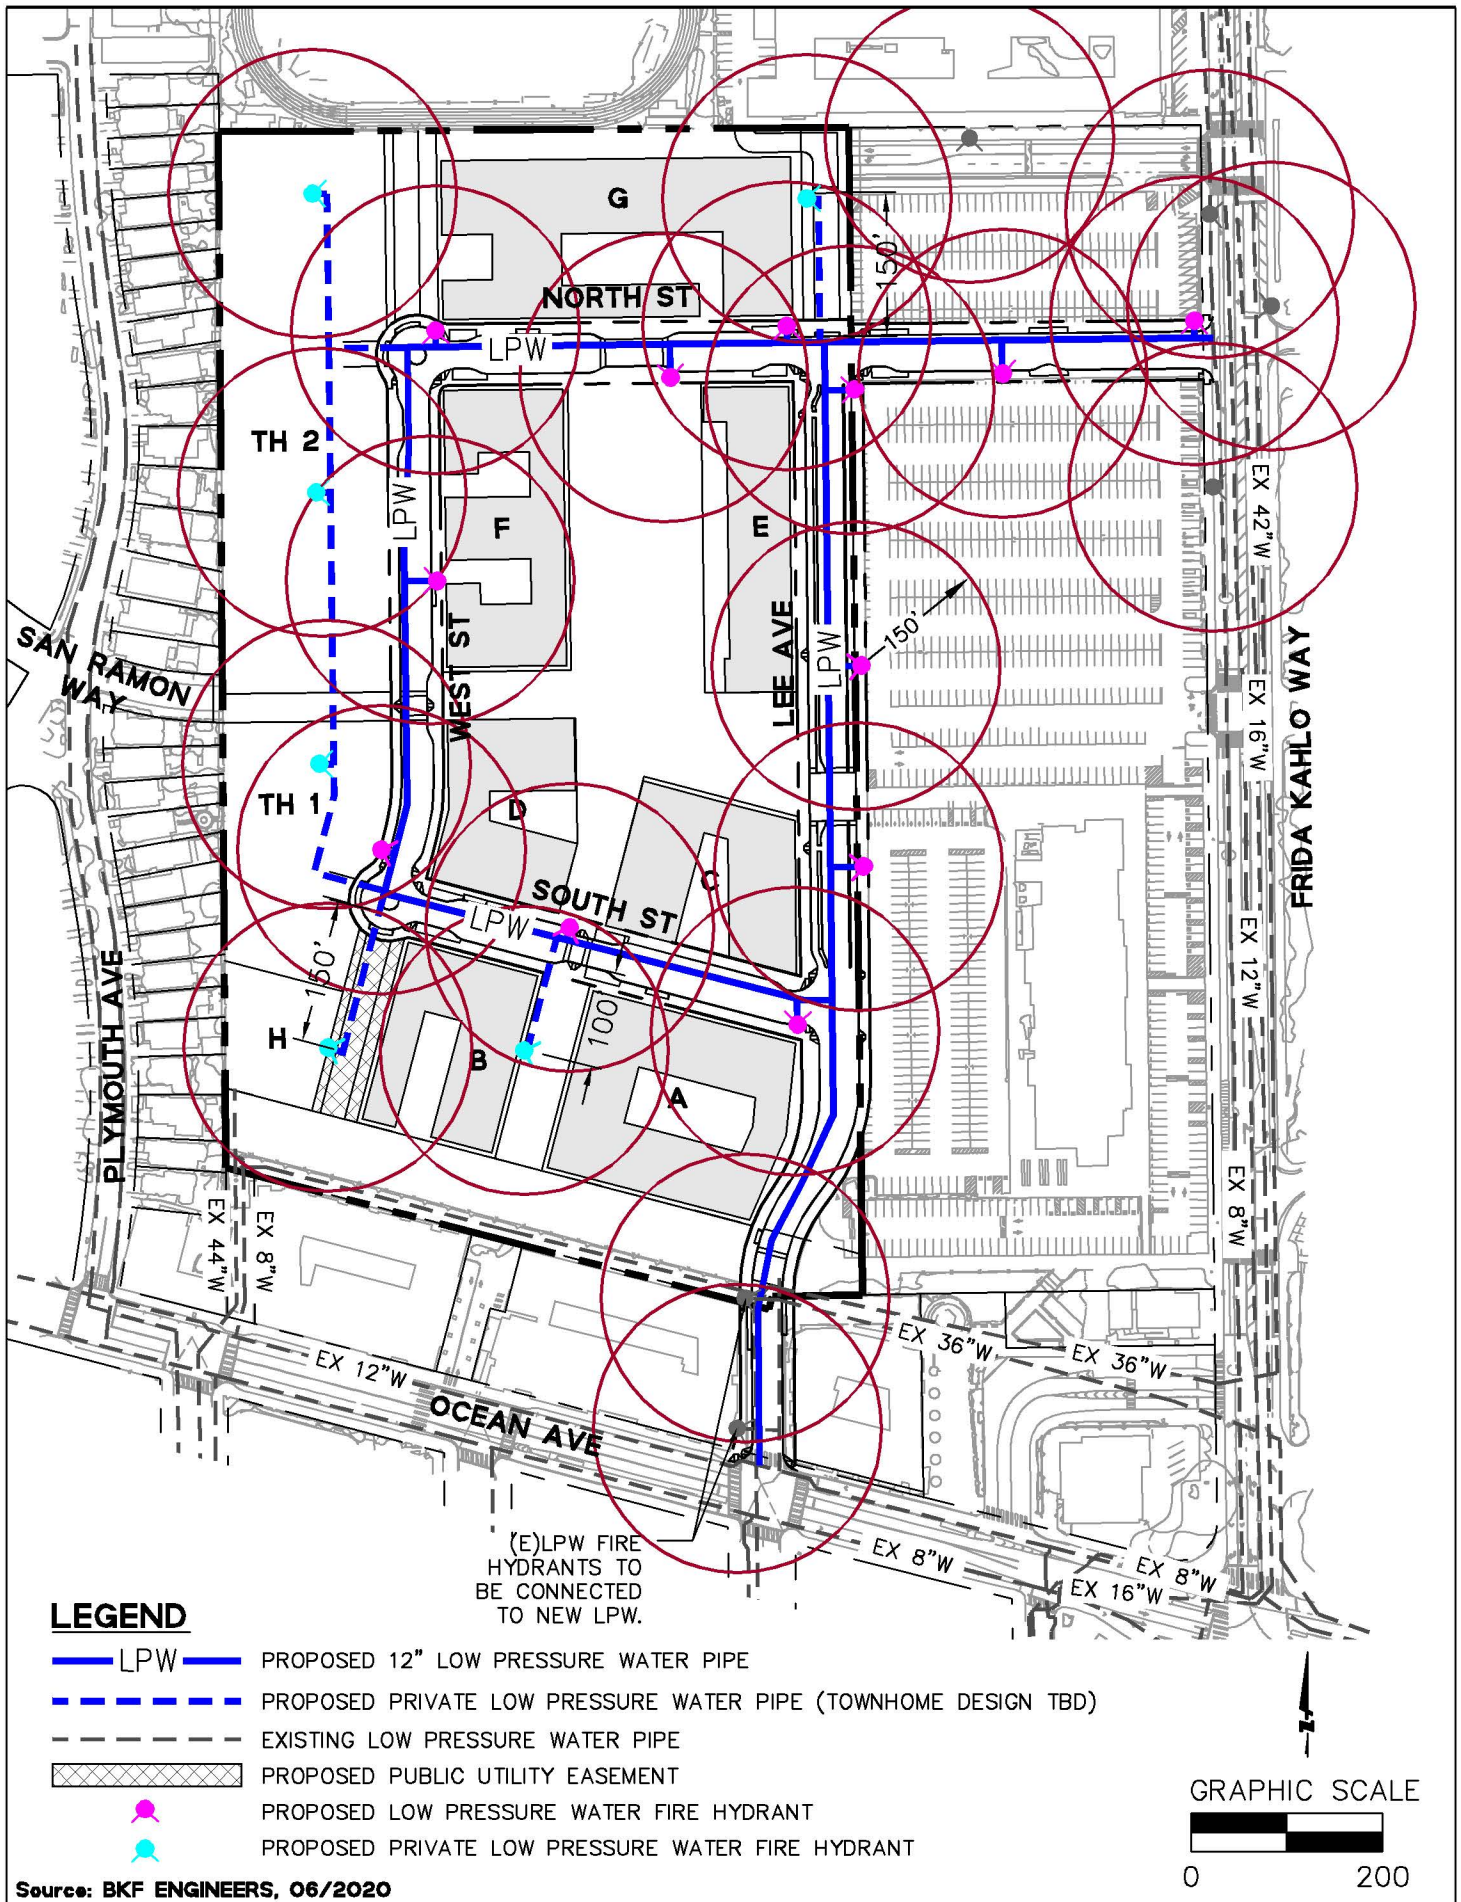 G
150'
NORTH ST
LPW
TH 2
LPW
F
E
EX 42"W
SAN RAMON
WAY
WEST ST
LEE AVE
LPW
150'
EX 16"W
FRIDA KAHLO WAY
TH 1
D
C
SOUTH ST
LPW
EX 12"W
PLYMOUTH AVE
150'
100'
H
B
A
EX 8"W
EX 44"W
EX 8"W
EX 36"W
EX 36"W
EX 12"W
OCEAN AVE
(E)LPW FIRE
HYDRANTS TO
BE CONNECTED
TO NEW LPW.
EX 8"W
EX 8"W
EX 16"W
LEGEND
LPW PROPOSED 12" LOW PRESSURE WATER PIPE
PROPOSED PRIVATE LOW PRESSURE WATER PIPE (TOWNHOME DESIGN TBD)
EXISTING LOW PRESSURE WATER PIPE
PROPOSED PUBLIC UTILITY EASEMENT
PROPOSED LOW PRESSURE WATER FIRE HYDRANT
PROPOSED PRIVATE LOW PRESSURE WATER FIRE HYDRANT
GRAPHIC SCALE
0 200
Source: BKF ENGINEERS, 06/2020